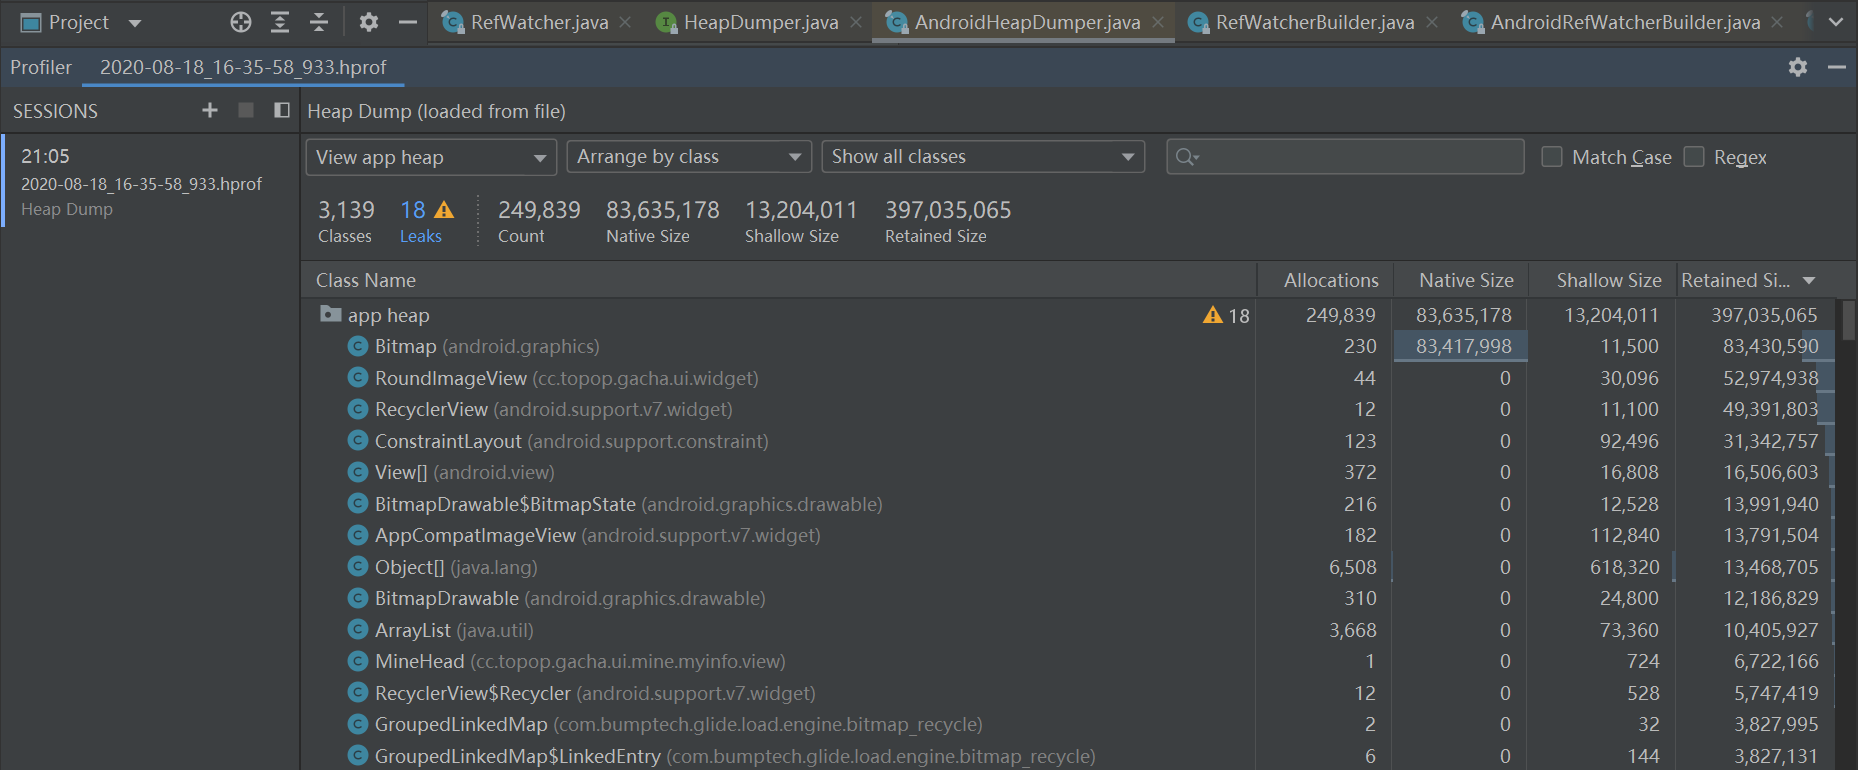 Project RefWatcher.java HeapDumper.java AndroidHeapDumper.java RefWatcherBuilder.java AndroidRefWatcherBuilder.java
Profiler 2020-08-18_16-35-58_933.hprof
SESSIONS Heap Dump (loaded from file)
21:05
2020-08-18_16-35-58_933.hprof
Heap Dump
View app heap Arrange by class Show all classes Match Case Regex
3,139 18 249,839 83,635,178 13,204,011 397,035,065
Classes Leaks Count Native Size Shallow Size Retained Size
Class Name Allocations Native Size Shallow Size Retained Si...
app heap 18 249,839 83,635,178 13,204,011 397,035,065
Bitmap (android.graphics) 230 83,417,998 11,500 83,430,590
RoundImageView (cc.topop.gacha.ui.widget) 44 0 30,096 52,974,938
RecyclerView (android.support.v7.widget) 12 0 11,100 49,391,803
ConstraintLayout (android.support.constraint) 123 0 92,496 31,342,757
View[] (android.view) 372 0 16,808 16,506,603
BitmapDrawable$BitmapState (android.graphics.drawable) 216 0 12,528 13,991,940
AppCompatImageView (android.support.v7.widget) 182 0 112,840 13,791,504
Object[] (java.lang) 6,508 0 618,320 13,468,705
BitmapDrawable (android.graphics.drawable) 310 0 24,800 12,186,829
ArrayList (java.util) 3,668 0 73,360 10,405,927
MineHead (cc.topop.gacha.ui.mine.myinfo.view) 1 0 724 6,722,166
RecyclerView$Recycler (android.support.v7.widget) 12 0 528 5,747,419
GroupedLinkedMap (com.bumptech.glide.load.engine.bitmap_recycle) 2 0 32 3,827,995
GroupedLinkedMap$LinkedEntry (com.bumptech.glide.load.engine.bitmap_recycle) 6 0 144 3,827,131